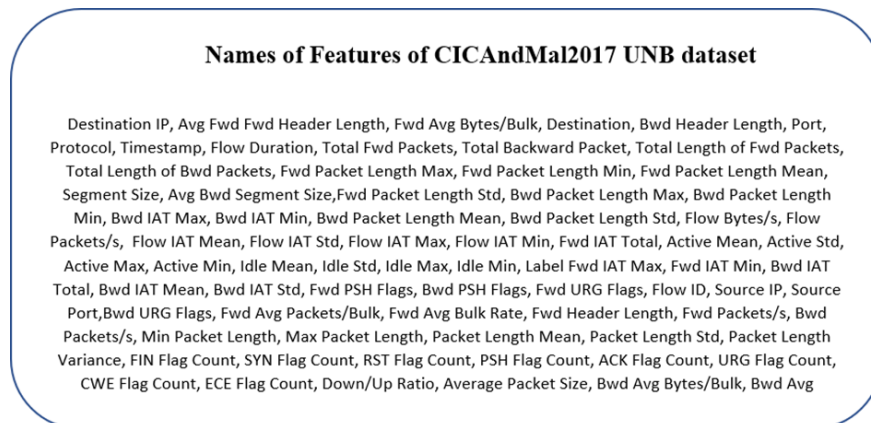 Names of Features of CICAndMal2017 UNB dataset
Destination IP, Avg Fwd Fwd Header Length, Fwd Avg Bytes/Bulk, Destination, Bwd Header Length, Port,
Protocol, Timestamp, Flow Duration, Total Fwd Packets, Total Backward Packet, Total Length of Fwd Packets,
Total Length of Bwd Packets, Fwd Packet Length Max, Fwd Packet Length Min, Fwd Packet Length Mean,
Segment Size, Avg Bwd Segment Size,Fwd Packet Length Std, Bwd Packet Length Max, Bwd Packet Length
Min, Bwd IAT Max, Bwd IAT Min, Bwd Packet Length Mean, Bwd Packet Length Std, Flow Bytes/s, Flow
Packets/s, Flow IAT Mean, Flow IAT Std, Flow IAT Max, Flow IAT Min, Fwd IAT Total, Active Mean, Active Std,
Active Max, Active Min, Idle Mean, Idle Std, Idle Max, Idle Min, Label Fwd IAT Max, Fwd IAT Min, Bwd IAT
Total, Bwd IAT Mean, Bwd IAT Std, Fwd PSH Flags, Bwd PSH Flags, Fwd URG Flags, Flow ID, Source IP, Source
Port,Bwd URG Flags, Fwd Avg Packets/Bulk, Fwd Avg Bulk Rate, Fwd Header Length, Fwd Packets/s, Bwd
Packets/s, Min Packet Length, Max Packet Length, Packet Length Mean, Packet Length Std, Packet Length
Variance, FIN Flag Count, SYN Flag Count, RST Flag Count, PSH Flag Count, ACK Flag Count, URG Flag Count,
CWE Flag Count, ECE Flag Count, Down/Up Ratio, Average Packet Size, Bwd Avg Bytes/Bulk, Bwd Avg